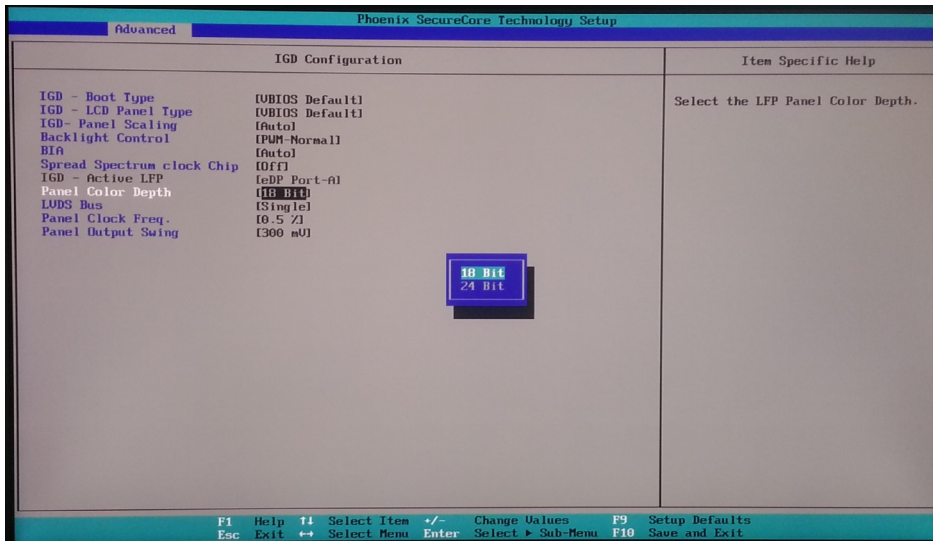 Phoenix SecureCore Technology Setup
Advanced
IGD Configuration
Item Specific Help
IGD - Boot Type [VBIOS Default]
IGD - LCD Panel Type [VBIOS Default]
IGD- Panel Scaling [Auto]
Backlight Control [PWM-Normal]
BIA [Auto]
Spread Spectrum clock Chip [Off]
IGD - Active LFP [eDP Port-A]
Panel Color Depth [18 Bit]
LVDS Bus [Single]
Panel Clock Freq. [0.5 %]
Panel Output Swing [300 mV]
Select the LFP Panel Color Depth.
18 Bit
24 Bit
F1 Help ↑↓ Select Item +/- Change Values F9 Setup Defaults
Esc Exit ↔ Select Menu Enter Select ▶ Sub-Menu F10 Save and Exit